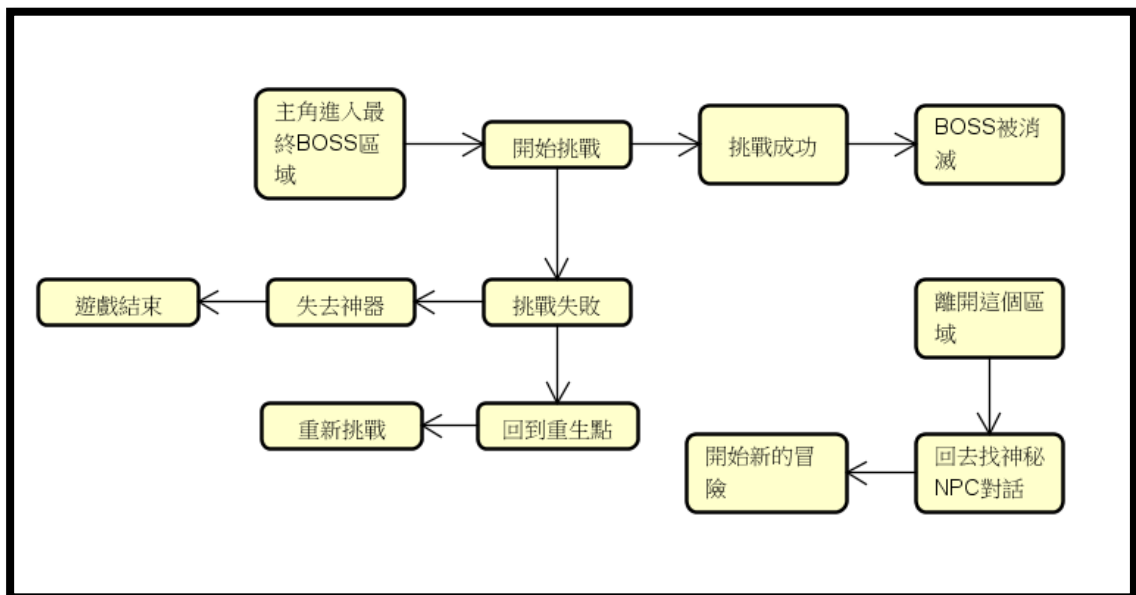 主角進入最
終BOSS區
域
開始挑戰
挑戰成功
BOSS被消
滅
遊戲結束
失去神器
挑戰失敗
離開這個區
域
重新挑戰
回到重生點
開始新的冒
險
回去找神秘
NPC對話